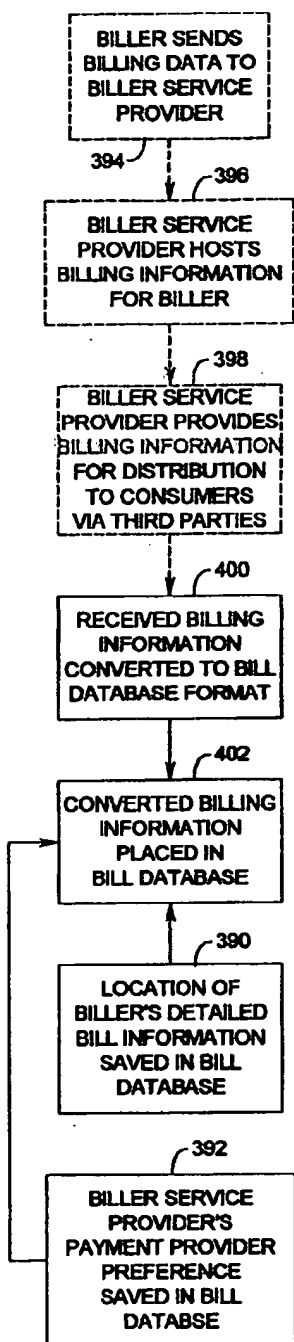 BILLER SENDS
BILLING DATA TO
BILLER SERVICE
PROVIDER
394
396
BILLER SERVICE
PROVIDER HOSTS
BILLING INFORMATION
FOR BILLER
398
BILLER SERVICE
PROVIDER PROVIDES
BILLING INFORMATION
FOR DISTRIBUTION
TO CONSUMERS
VIA THIRD PARTIES
400
RECEIVED BILLING
INFORMATION
CONVERTED TO BILL
DATABASE FORMAT
402
CONVERTED BILLING
INFORMATION
PLACED IN
BILL DATABASE
390
LOCATION OF
BILLER'S DETAILED
BILL INFORMATION
SAVED IN BILL
DATABASE
392
BILLER SERVICE
PROVIDER'S
PAYMENT PROVIDER
PREFERENCE
SAVED IN BILL
DATABSE